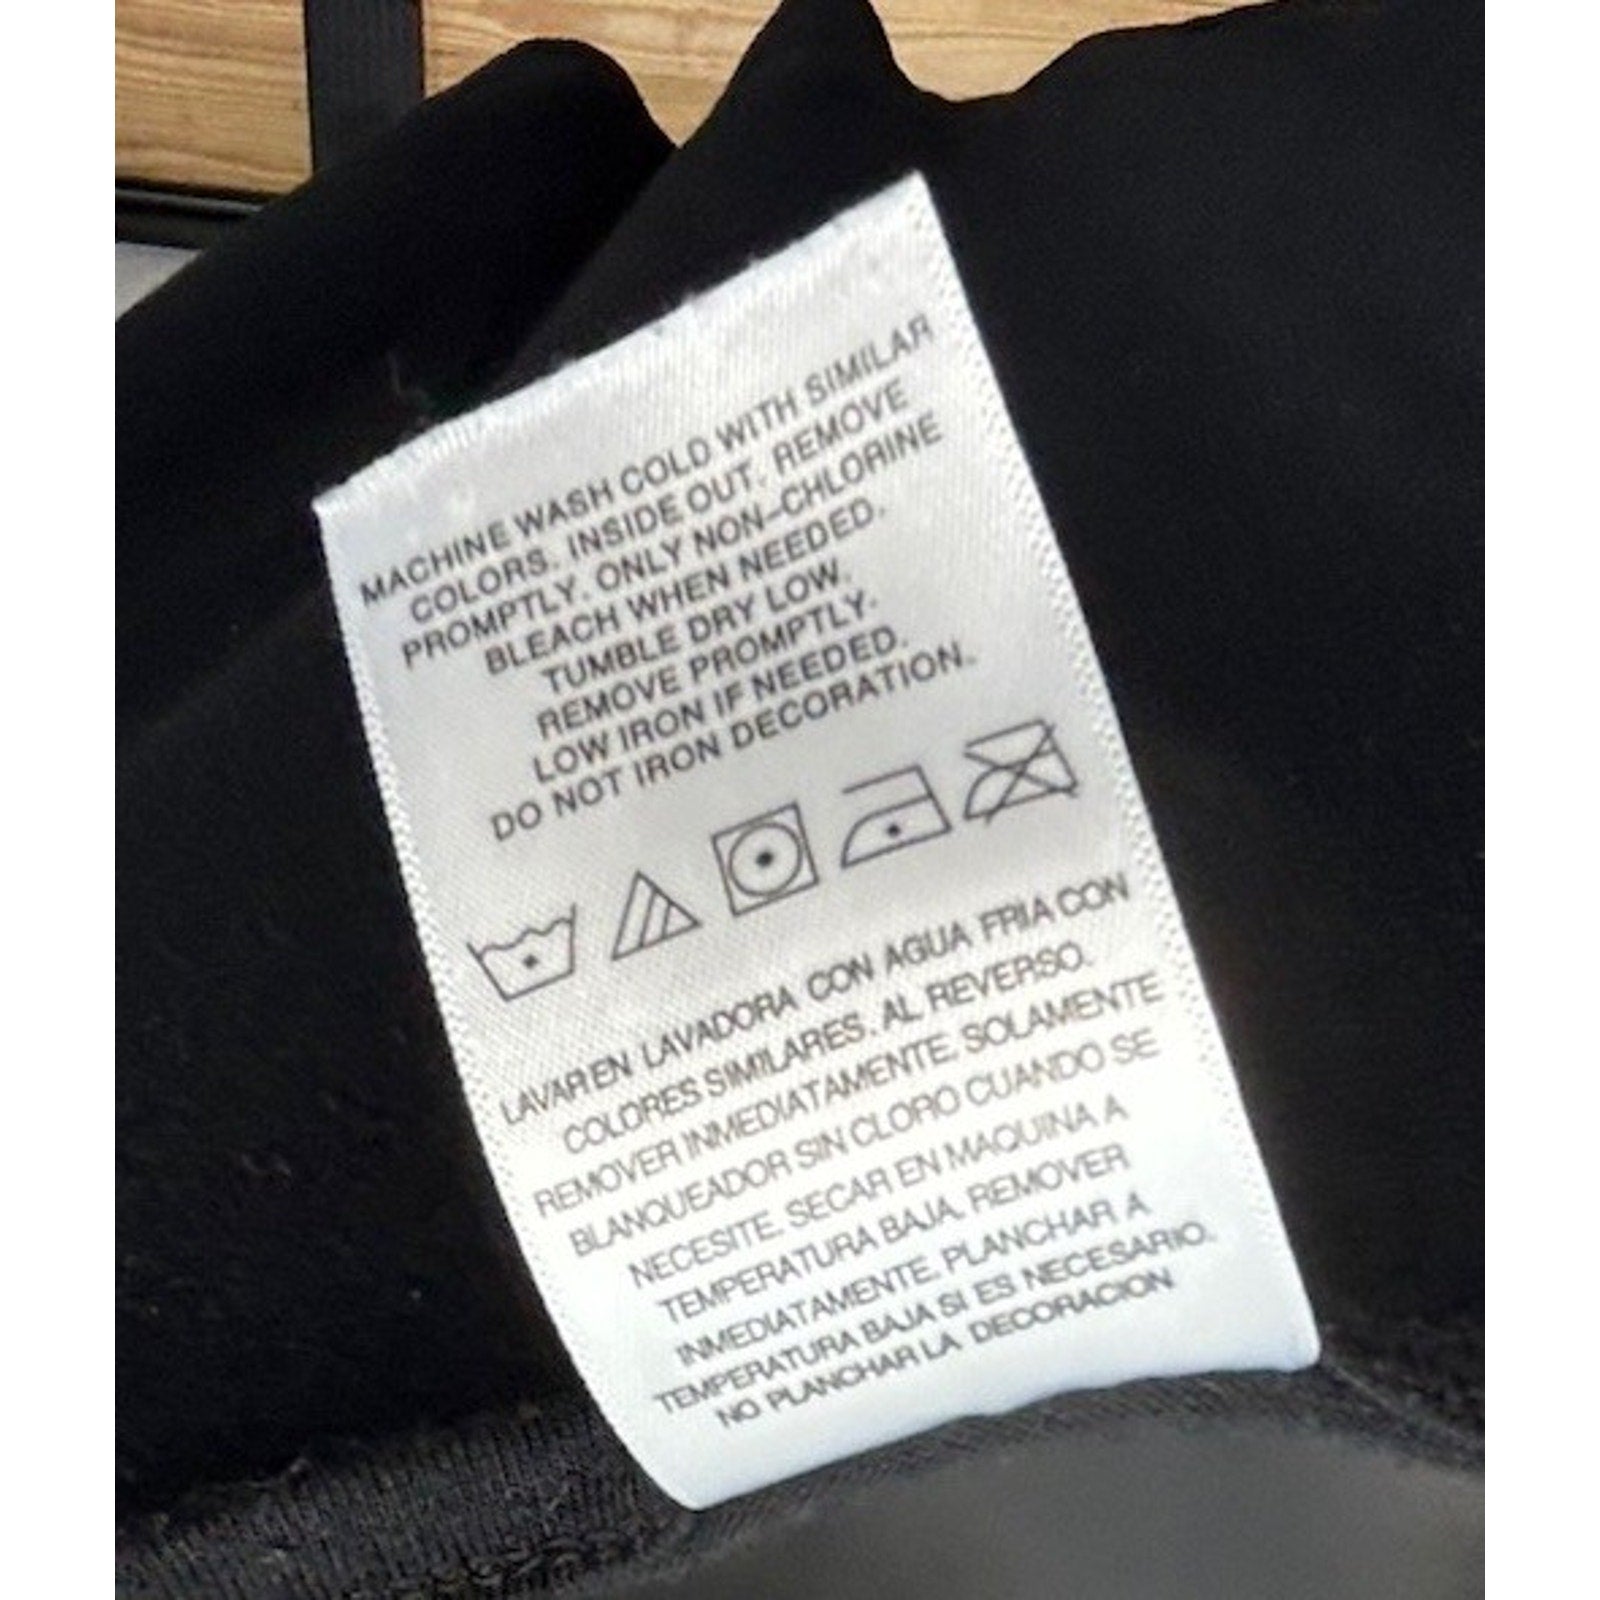 MACHINE WASH COLD WITH SIMILAR
COLORS. INSIDE OUT. REMOVE
PROMPTLY. ONLY NON-CHLORINE
BLEACH WHEN NEEDED.
TUMBLE DRY LOW.
REMOVE PROMPTLY.
LOW IRON IF NEEDED.
DO NOT IRON DECORATION.
LAVAR EN LAVADORA CON AGUA FRIA CON
COLORES SIMILARES. AL REVERSO.
REMOVER INMEDIATAMENTE. SOLAMENTE
BLANQUEADOR SIN CLORO CUANDO SE
NECESITE. SECAR EN MAQUINA A
TEMPERATURA BAJA. REMOVER
INMEDIATAMENTE. PLANCHAR A
TEMPERATURA BAJA SI ES NECESARIO.
NO PLANCHAR LA DECORACION